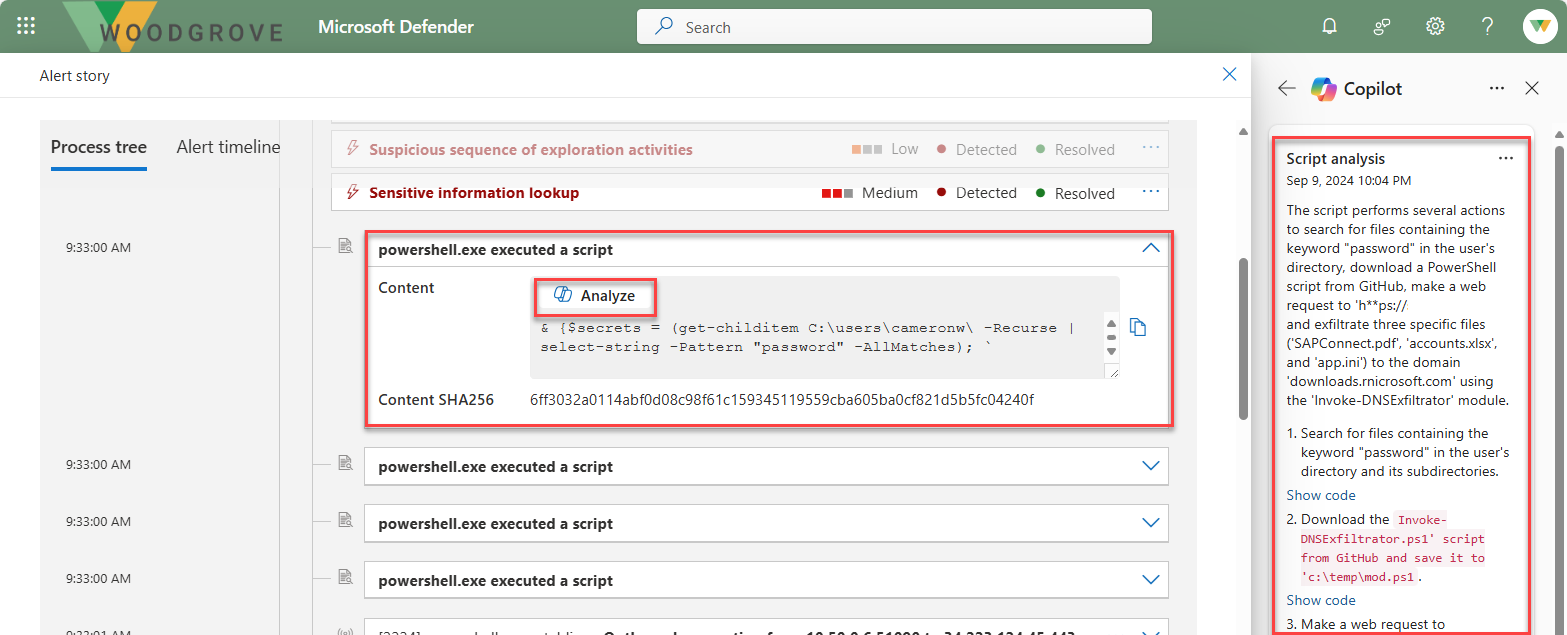 WOODGROVE
Microsoft Defender
Search
Alert story
Process tree
Alert timeline
Suspicious sequence of exploration activities
Low
Detected
Resolved
Sensitive information lookup
Medium
Detected
Resolved
9:33:00 AM
powershell.exe executed a script
Content
Analyze
& {$secrets = (get-childitem C:\users\cameronw\ -Recurse |
select-string -Pattern "password" -AllMatches); `
Content SHA256
6ff3032a0114abf0d08c98f61c159345119559cba605ba0cf821d5b5fc04240f
9:33:00 AM
powershell.exe executed a script
9:33:00 AM
powershell.exe executed a script
9:33:00 AM
powershell.exe executed a script
Copilot
Script analysis
Sep 9, 2024 10:04 PM
The script performs several actions
to search for files containing the
keyword "password" in the user's
directory, download a PowerShell
script from GitHub, make a web
request to 'h**ps://
and exfiltrate three specific files
('SAPConnect.pdf', 'accounts.xlsx',
and 'app.ini') to the domain
'downloads.rnicrosoft.com' using
the 'Invoke-DNSExfiltrator' module.
1. Search for files containing the
keyword "password" in the user's
directory and its subdirectories.
Show code
2. Download the Invoke-
DNSExfiltrator.ps1' script
from GitHub and save it to
'c:\temp\mod.ps1.
Show code
3. Make a web request to